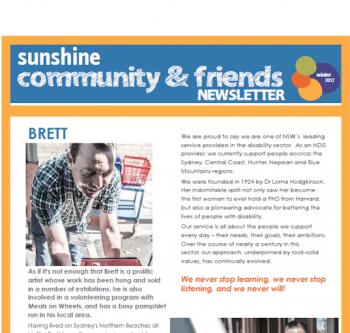 sunshine
community & friends
NEWSLETTER
winter
2017
BRETT
As if it's not enough that Brett is a prolific
artist whose work has been hung and sold
in a number of exhibitions, he is also
involved in a volunteering program with
Meals on Wheels, and has a busy pamphlet
run in his local area.
Having lived on Sydney's Northern Beaches all
We are proud to say we are one of NSW's leading
service providers in the disability sector. As an NDIS
provider, we currently support people across the
Sydney, Central Coast, Hunter, Nepean and Blue
Mountains regions.
We were founded in 1924 by Dr Lorna Hodgkinson.
Her indomitable spirit not only saw her become
the first woman to ever hold a PhD from Harvard,
but also a pioneering advocate for bettering the
lives of people with disability.
Our service is all about the people we support
every day – their needs, their goals, their ambitions.
Over the course of nearly a century in this
sector, our approach, underpinned by rock-solid
values, has continually evolved.
We never stop learning, we never stop
listening, and we never will!